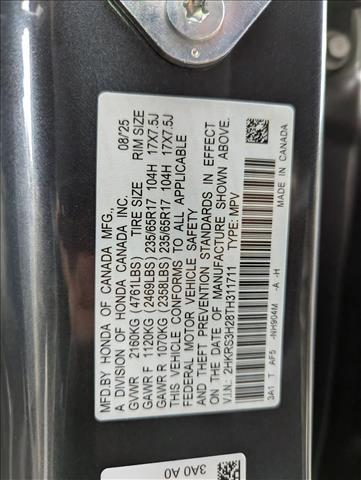 MFD.BY HONDA OF CANADA MFG.,
A DIVISION OF HONDA CANADA INC. 08/25
GVWR 2160KG (4761LBS) TIRE SIZE RIM SIZE
GAWR F 1120KG (2469LBS) 235/65R17 104H 17X7.5J
GAWR R 1070KG (2358LBS) 235/65R17 104H 17X7.5J
THIS VEHICLE CONFORMS TO ALL APPLICABLE
FEDERAL MOTOR VEHICLE SAFETY
AND THEFT PREVENTION STANDARDS IN EFFECT
ON THE DATE OF MANUFACTURE SHOWN ABOVE.
V.I.N.: 2HKRS3H28TH311711 TYPE: MPV
3A1 T AF5 -NH904M -A -H MADE IN CANADA
3A0 A0